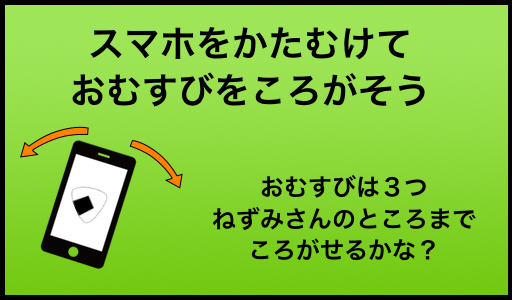 スマホをかたむけて
おむすびをころがそう
おむすびは３つ
ねずみさんのところまで
ころがせるかな？